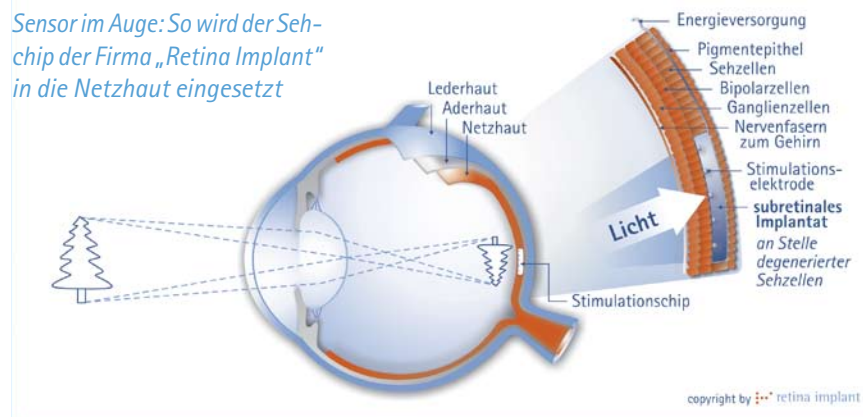 Sensor im Auge: So wird der Seh-
chip der Firma „Retina Implant“
in die Netzhaut eingesetzt
Lederhaut
Aderhaut
Netzhaut
Energieversorgung
Pigmentepithel
Sehzellen
Bipolarzellen
Ganglienzellen
Nervenfasern
zum Gehirn
Stimulations-
elektrode
subretinales
Implantat
an Stelle
degenerierter
Sehzellen
Licht
Stimulationschip
copyright by retina implant